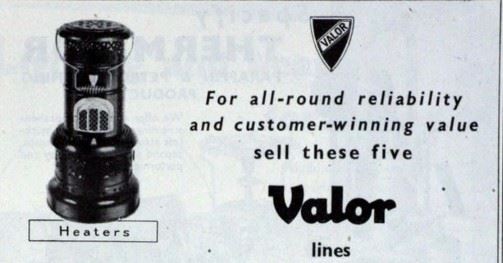 VALOR
For all-round reliability
and customer-winning value
sell these five
Valor
lines
Heaters